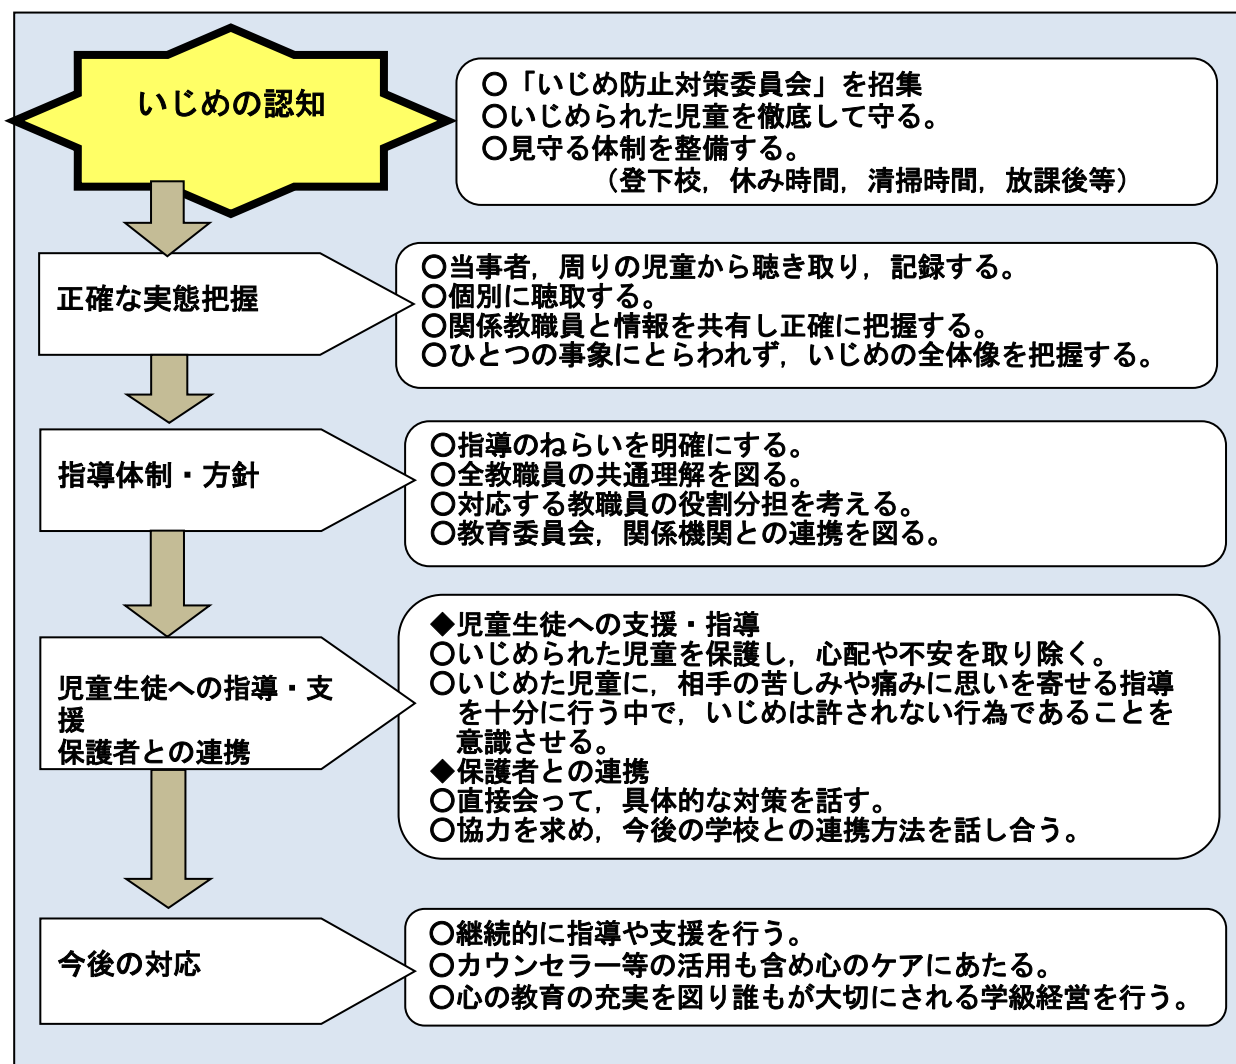 いじめの認知
〇「いじめ防止対策委員会」を招集
〇いじめられた児童を徹底して守る。
〇見守る体制を整備する。
（登下校，休み時間，清掃時間，放課後等）
正確な実態把握
〇当事者，周りの児童から聴き取り，記録する。
〇個別に聴取する。
〇関係教職員と情報を共有し正確に把握する。
〇ひとつの事象にとらわれず，いじめの全体像を把握する。
指導体制・方針
〇指導のねらいを明確にする。
〇全教職員の共通理解を図る。
〇対応する教職員の役割分担を考える。
〇教育委員会，関係機関との連携を図る。
児童生徒への指導・支
援
保護者との連携
◆児童生徒への支援・指導
〇いじめられた児童を保護し，心配や不安を取り除く。
〇いじめた児童に，相手の苦しみや痛みに思いを寄せる指導
を十分に行う中で，いじめは許されない行為であることを
意識させる。
◆保護者との連携
〇直接会って，具体的な対策を話す。
〇協力を求め，今後の学校との連携方法を話し合う。
今後の対応
〇継続的に指導や支援を行う。
〇カウンセラー等の活用も含め心のケアにあたる。
〇心の教育の充実を図り誰もが大切にされる学級経営を行う。